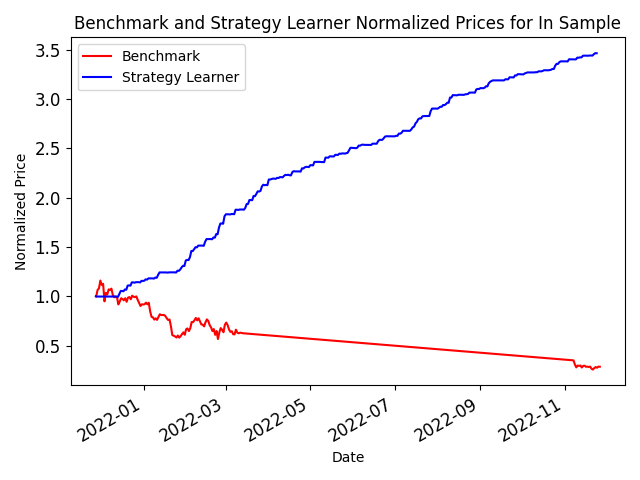 Benchmark and Strategy Learner Normalized Prices for In Sample
Benchmark
Strategy Learner
Normalized Price
3.5
3.0
2.5
2.0
1.5
1.0
0.5
2022-01
2022-03
2022-05
2022-07
2022-09
2022-11
Date